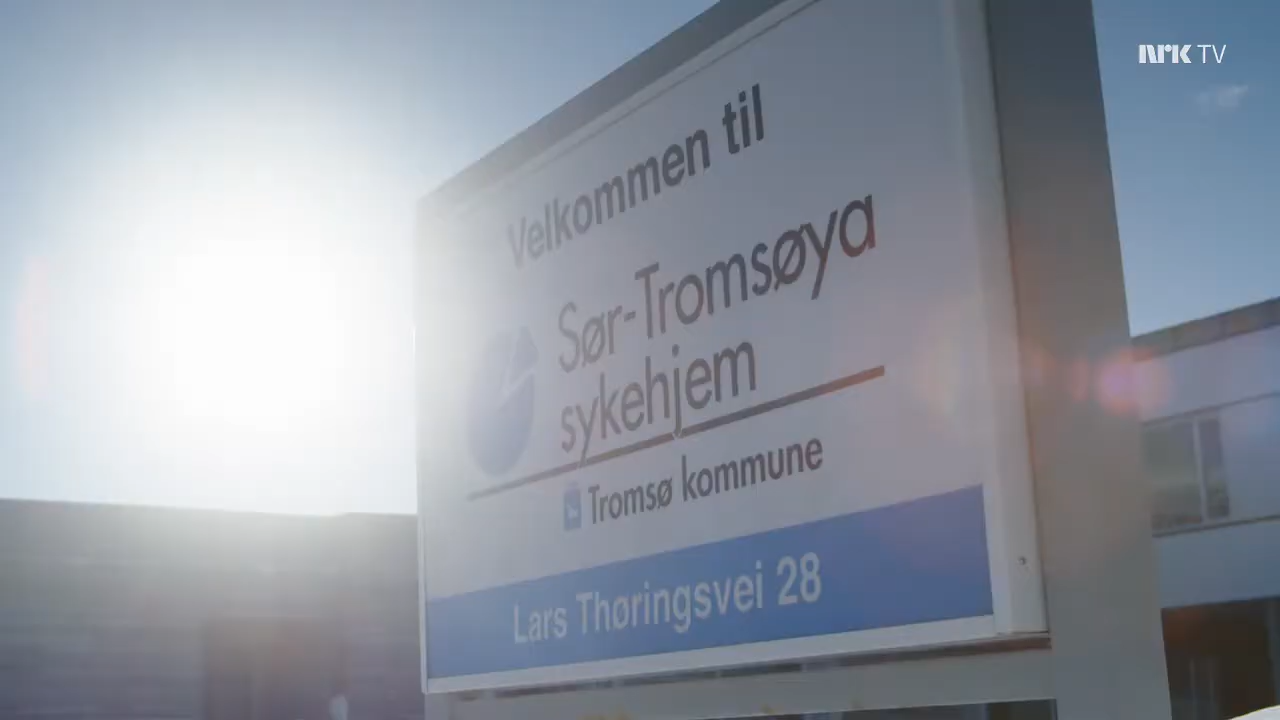 NRK TV
Velkommen til
Sør-Tromsøya
sykehjem
Tromsø kommune
Lars Thøringsvei 28